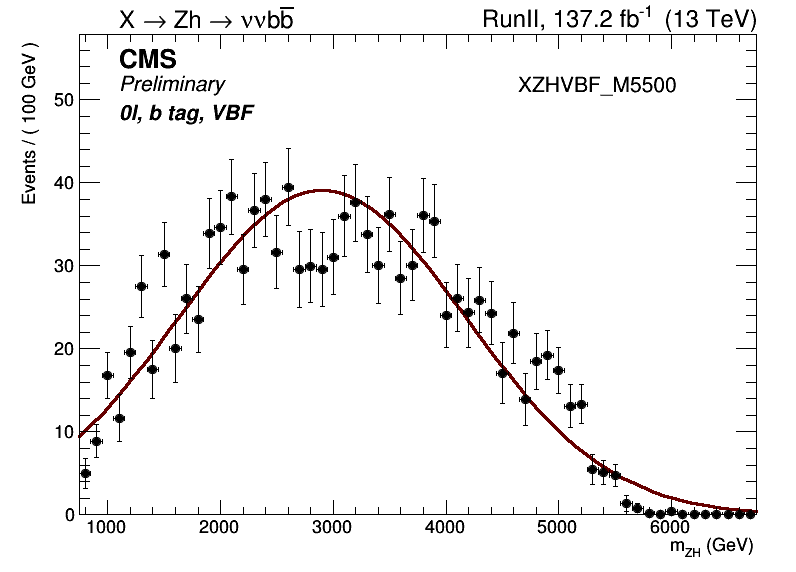 X → Zh → ννbb̅
RunII, 137.2 fb⁻¹ (13 TeV)
CMS
Preliminary
0l, b tag, VBF
XZHVBF_M5500
Events / ( 100 GeV )
50
40
30
20
10
0
1000 2000 3000 4000 5000 6000
m_ZH (GeV)